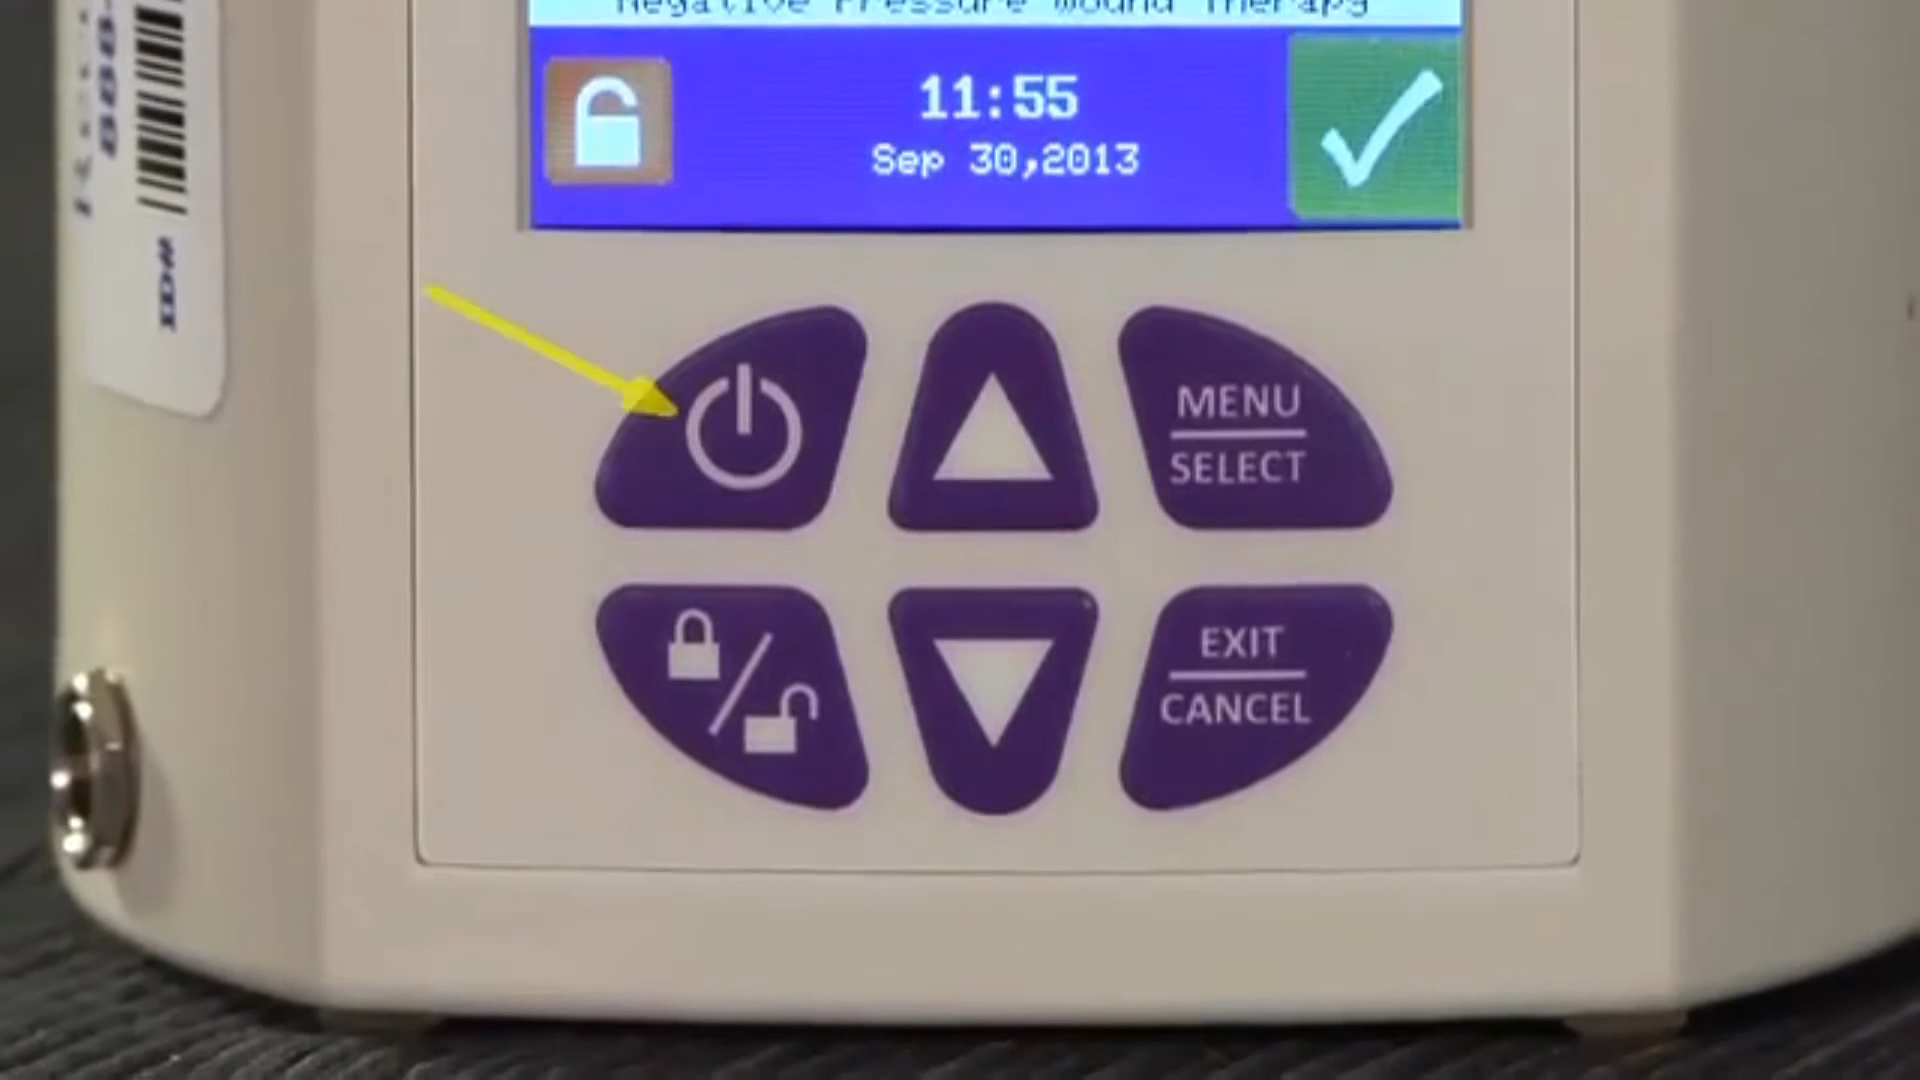 Negative Pressure Wound Therapy
11:55
Sep 30,2013
MENU
SELECT
EXIT
CANCEL